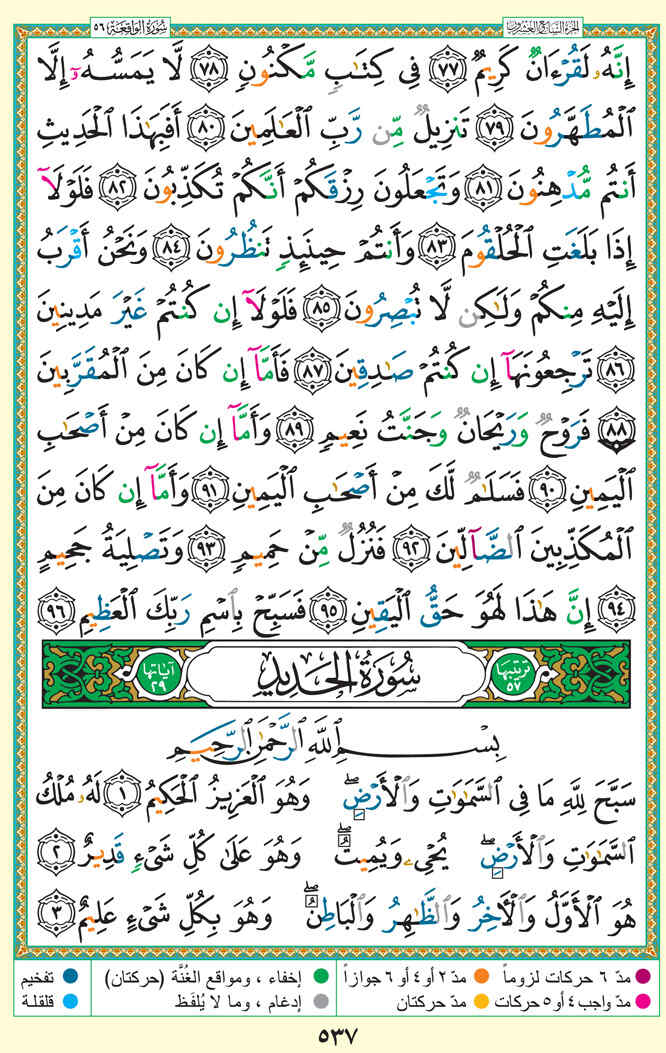 سُورَةُ الوَاقِعَةِ ٥٦
الجزء السابع والعشرون
إِنَّهُۥ لَقُرْءَانٌ كَرِيمٌ ٧٧ فِى كِتَٰبٍ مَّكْنُونٍ ٧٨ لَّا يَمَسُّهُۥٓ إِلَّا
ٱلْمُطَهَّرُونَ ٧٩ تَنزِيلٌ مِّن رَّبِّ ٱلْعَٰلَمِينَ ٨٠ أَفَبِهَٰذَا ٱلْحَدِيثِ
أَنتُم مُّدْهِنُونَ ٨١ وَتَجْعَلُونَ رِزْقَكُمْ أَنَّكُمْ تُكَذِّبُونَ ٨٢ فَلَوْلَآ
إِذَا بَلَغَتِ ٱلْحُلْقُومَ ٨٣ وَأَنتُمْ حِينَئِذٍ تَنظُرُونَ ٨٤ وَنَحْنُ أَقْرَبُ
إِلَيْهِ مِنكُمْ وَلَٰكِن لَّا تُبْصِرُونَ ٨٥ فَلَوْلَآ إِن كُنتُمْ غَيْرَ مَدِينِينَ
٨٦ تَرْجِعُونَهَآ إِن كُنتُمْ صَٰدِقِينَ ٨٧ فَأَمَّآ إِن كَانَ مِنَ ٱلْمُقَرَّبِينَ
٨٨ فَرَوْحٌ وَرَيْحَانٌ وَجَنَّتُ نَعِيمٍ ٨٩ وَأَمَّآ إِن كَانَ مِنْ أَصْحَٰبِ
ٱلْيَمِينِ ٩٠ فَسَلَٰمٌ لَّكَ مِنْ أَصْحَٰبِ ٱلْيَمِينِ ٩١ وَأَمَّآ إِن كَانَ مِنَ
ٱلْمُكَذِّبِينَ ٱلضَّآلِّينَ ٩٢ فَنُزُلٌ مِّنْ حَمِيمٍ ٩٣ وَتَصْلِيَةُ جَحِيمٍ
٩٤ إِنَّ هَٰذَا لَهُوَ حَقُّ ٱلْيَقِينِ ٩٥ فَسَبِّحْ بِٱسْمِ رَبِّكَ ٱلْعَظِيمِ ٩٦
ترتيبها ٥٧ سُورَةُ الحَدِيدِ آياتها ٢٩
بِسْمِ ٱللَّهِ ٱلرَّحْمَٰنِ ٱلرَّحِيمِ
سَبَّحَ لِلَّهِ مَا فِى ٱلسَّمَٰوَٰتِ وَٱلْأَرْضِۖ وَهُوَ ٱلْعَزِيزُ ٱلْحَكِيمُ ١ لَهُۥ مُلْكُ
ٱلسَّمَٰوَٰتِ وَٱلْأَرْضِۖ يُحْىِۦ وَيُمِيتُۖ وَهُوَ عَلَىٰ كُلِّ شَىْءٍ قَدِيرٌ ٢
هُوَ ٱلْأَوَّلُ وَٱلْءَاخِرُ وَٱلظَّٰهِرُ وَٱلْبَاطِنُۖ وَهُوَ بِكُلِّ شَىْءٍ عَلِيمٌ ٣
مدّ ٦ حركات لزوماً مدّ ٢ أو ٤ أو ٦ جوازاً إخفاء ، ومواقع الغُنَّة (حركتان) تفخيم
مدّ واجب ٤ أو ٥ حركات مدّ حركتان إدغام ، وما لا يُلفَظ قلقلة
٥٣٧